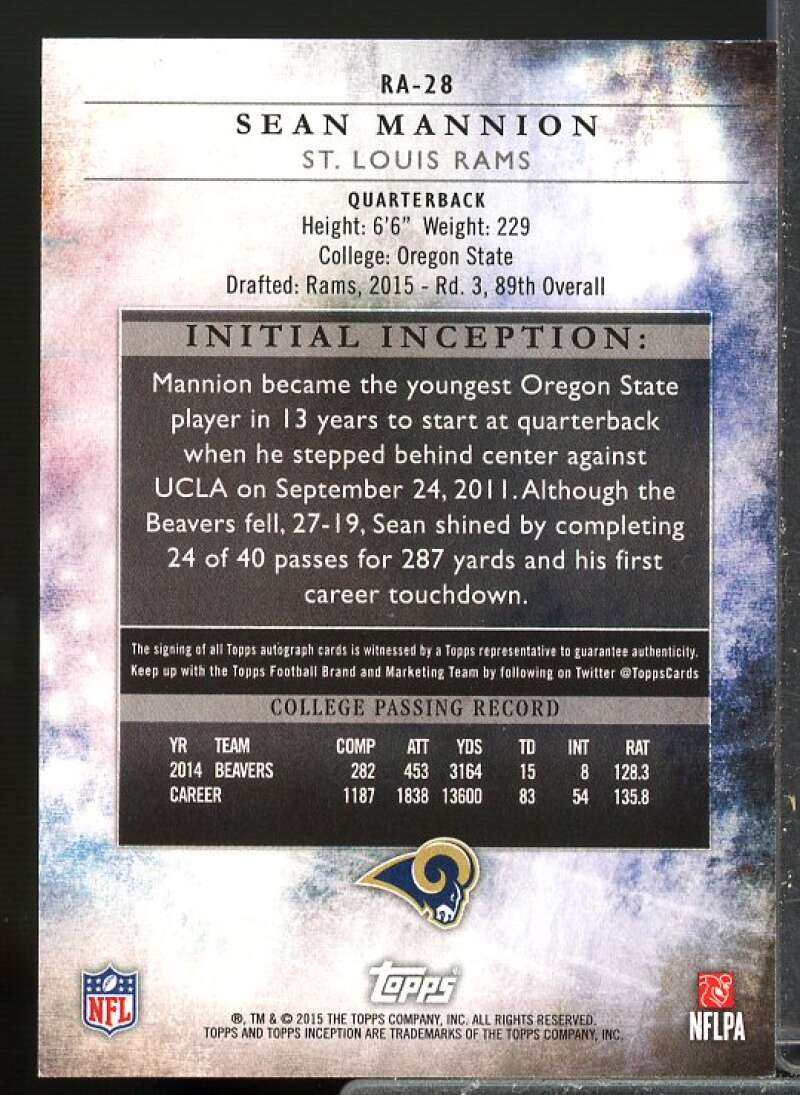 RA-28
SEAN MANNION
ST. LOUIS RAMS
QUARTERBACK
Height: 6'6" Weight: 229
College: Oregon State
Drafted: Rams, 2015 - Rd. 3, 89th Overall
INITIAL INCEPTION:
Mannion became the youngest Oregon State
player in 13 years to start at quarterback
when he stepped behind center against
UCLA on September 24, 2011. Although the
Beavers fell, 27-19, Sean shined by completing
24 of 40 passes for 287 yards and his first
career touchdown.
The signing of all Topps autograph cards is witnessed by a Topps representative to guarantee authenticity.
Keep up with the Topps Football Brand and Marketing Team by following on Twitter @ToppsCards
COLLEGE PASSING RECORD
YR TEAM COMP ATT YDS TD INT RAT
2014 BEAVERS 282 453 3164 15 8 128.3
CAREER 1187 1838 13600 83 54 135.8
NFL
Topps
NFLPA
®, TM & © 2015 THE TOPPS COMPANY, INC. ALL RIGHTS RESERVED.
TOPPS AND TOPPS INCEPTION ARE TRADEMARKS OF THE TOPPS COMPANY, INC.